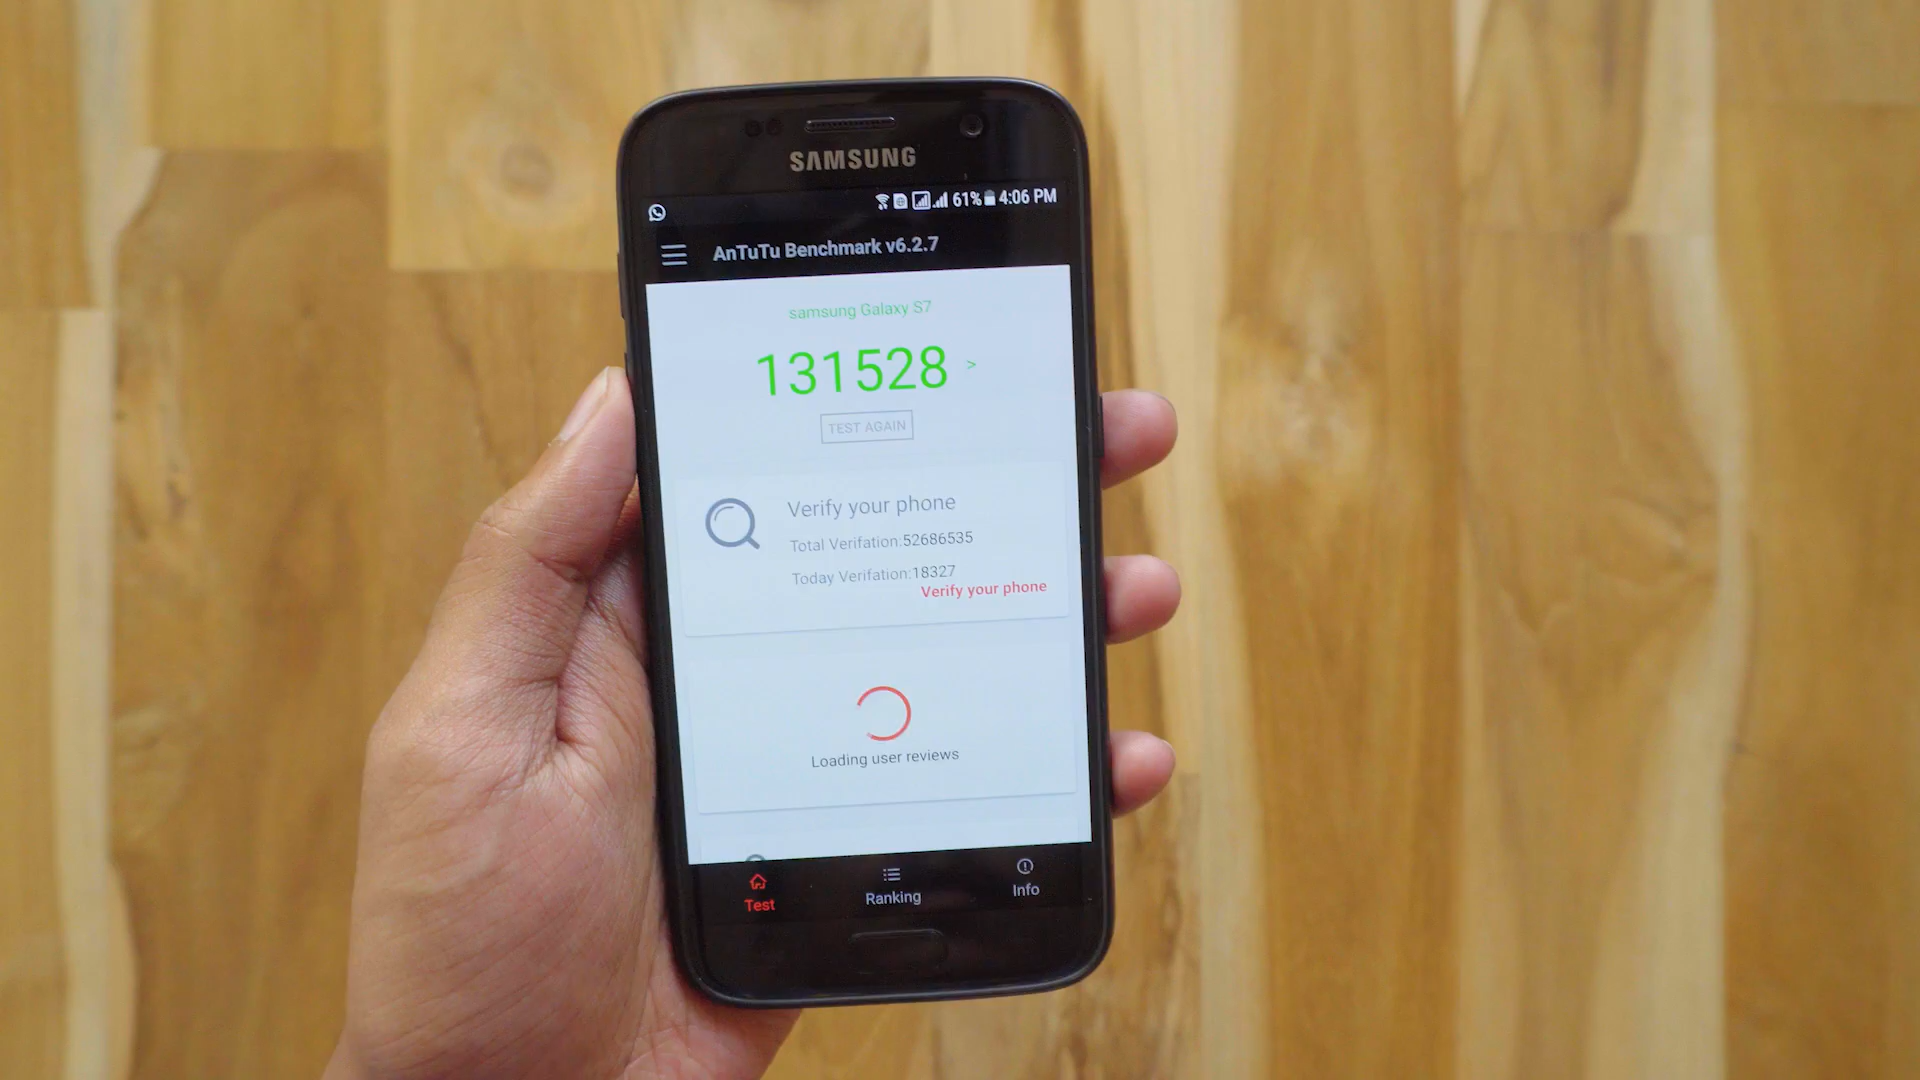 SAMSUNG
61% 4:06 PM
AnTuTu Benchmark v6.2.7
samsung Galaxy S7
131528 >
TEST AGAIN
Verify your phone
Total Verifation:52686535
Today Verifation:18327
Verify your phone
Loading user reviews
Test
Ranking
Info